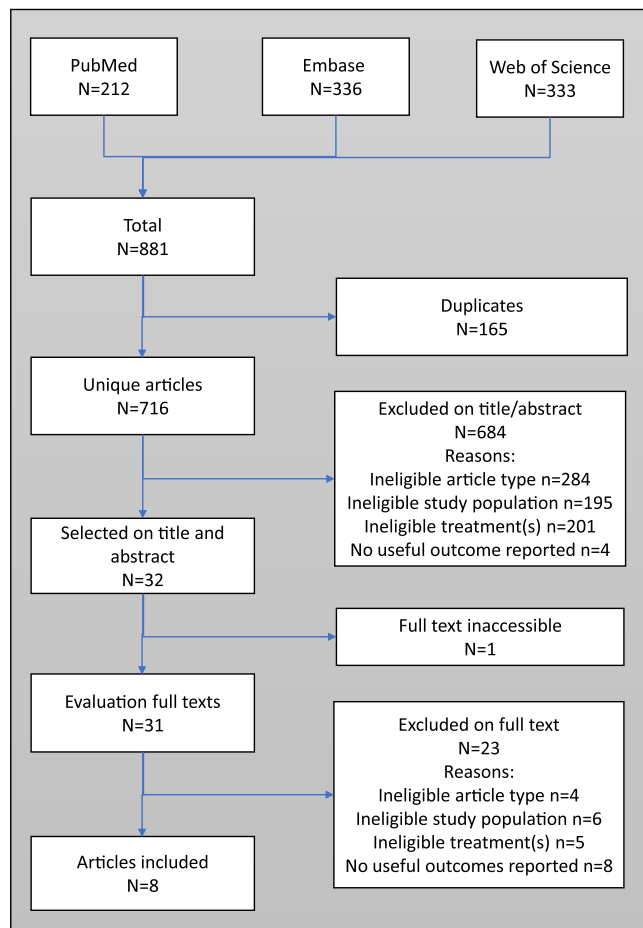 PubMed
N=212
Embase
N=336
Web of Science
N=333
Total
N=881
Duplicates
N=165
Unique articles
N=716
Excluded on title/abstract
N=684
Reasons:
Ineligible article type n=284
Ineligible study population n=195
Ineligible treatment(s) n=201
No useful outcome reported n=4
Selected on title and
abstract
N=32
Full text inaccessible
N=1
Evaluation full texts
N=31
Excluded on full text
N=23
Reasons:
Ineligible article type n=4
Ineligible study population n=6
Ineligible treatment(s) n=5
No useful outcomes reported n=8
Articles included
N=8